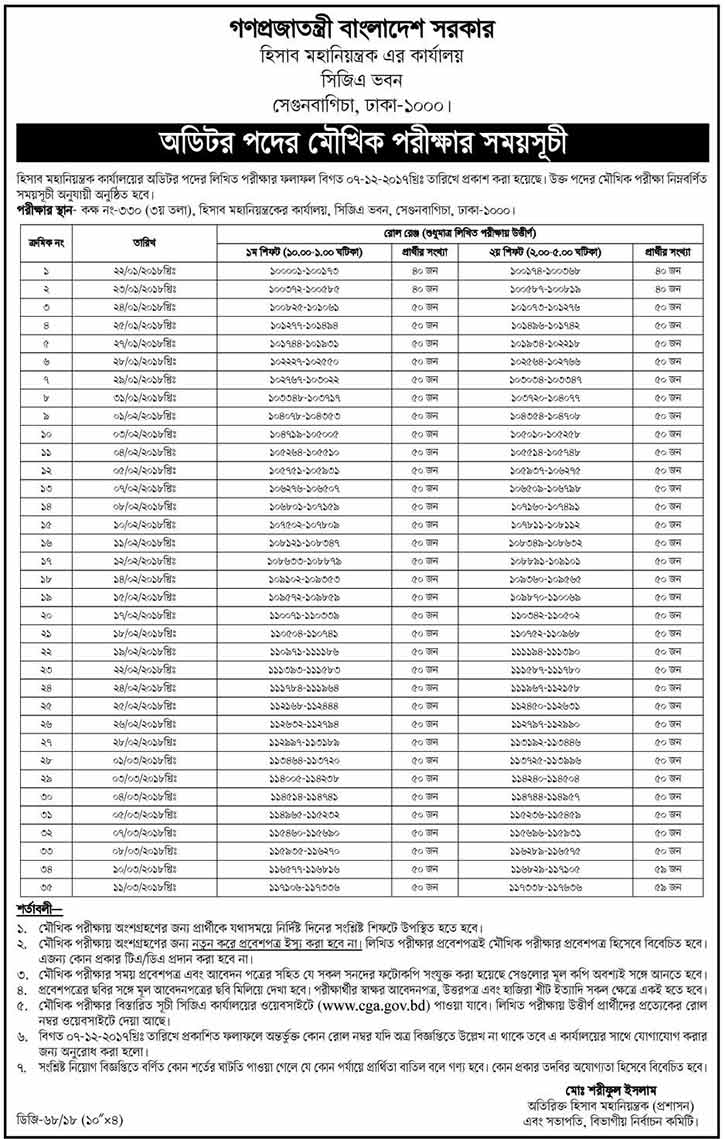 গণপ্রজাতন্ত্রী বাংলাদেশ সরকার
হিসাব মহানিয়ন্ত্রক এর কার্যালয়
সিজিএ ভবন
সেগুনবাগিচা, ঢাকা-১০০০।
অডিটর পদের মৌখিক পরীক্ষার সময়সূচী
হিসাব মহানিয়ন্ত্রক কার্যালয়ের অডিটর পদের লিখিত পরীক্ষার ফলাফল বিগত ০৭-১২-২০১৭খ্রিঃ তারিখে প্রকাশ করা হয়েছে। উক্ত পদের মৌখিক পরীক্ষা নিম্নবর্ণিত
সময়সূচী অনুযায়ী অনুষ্ঠিত হবে।
পরীক্ষার স্থান- কক্ষ নং-৩৩০ (৩য় তলা), হিসাব মহানিয়ন্ত্রকের কার্যালয়, সিজিএ ভবন, সেগুনবাগিচা, ঢাকা-১০০০।
ক্রমিক নং তারিখ রোল রেঞ্জ (শুধুমাত্র লিখিত পরীক্ষায় উত্তীর্ণ)
১ম শিফট (১০.০০-১.০০ ঘটিকা) প্রার্থীর সংখ্যা ২য় শিফট (২.০০-৫.০০ ঘটিকা) প্রার্থীর সংখ্যা
১ ২২/০১/২০১৮খ্রিঃ ১০০০০১-১০০১৭৩ ৪০ জন ১০০১৭৪-১০০৩৬৮ ৪০ জন
২ ২৩/০১/২০১৮খ্রিঃ ১০০৩৭২-১০০৫৮৫ ৪০ জন ১০০৫৮৭-১০০৮১৯ ৪০ জন
৩ ২৪/০১/২০১৮খ্রিঃ ১০০৮২৫-১০১০৬১ ৫০ জন ১০১০৭৩-১০১২৭৬ ৫০ জন
৪ ২৫/০১/২০১৮খ্রিঃ ১০১২৭৭-১০১৪৯৪ ৫০ জন ১০১৪৯৬-১০১৭৪২ ৫০ জন
৫ ২৭/০১/২০১৮খ্রিঃ ১০১৭৪৪-১০১৯৩১ ৫০ জন ১০১৯৩৪-১০২২১৮ ৫০ জন
৬ ২৮/০১/২০১৮খ্রিঃ ১০২২২৭-১০২৫৫০ ৫০ জন ১০২৫৬৪-১০২৭৬৬ ৫০ জন
৭ ২৯/০১/২০১৮খ্রিঃ ১০২৭৬৭-১০৩০২২ ৫০ জন ১০৩০৩৪-১০৩৩৪৭ ৫০ জন
৮ ৩১/০১/২০১৮খ্রিঃ ১০৩৩৪৮-১০৩৭১৭ ৫০ জন ১০৩৭২০-১০৪০৭৭ ৫০ জন
৯ ০১/০২/২০১৮খ্রিঃ ১০৪০৭৮-১০৪৩৫৩ ৫০ জন ১০৪৩৫৪-১০৪৭০৮ ৫০ জন
১০ ০৩/০২/২০১৮খ্রিঃ ১০৪৭১৯-১০৫০০৫ ৫০ জন ১০৫০১০-১০৫২৫৮ ৫০ জন
১১ ০৪/০২/২০১৮খ্রিঃ ১০৫২৬৪-১০৫৫১০ ৫০ জন ১০৫৫১৪-১০৫৭৪৮ ৫০ জন
১২ ০৫/০২/২০১৮খ্রিঃ ১০৫৭৫১-১০৫৯৩১ ৫০ জন ১০৫৯৩৭-১০৬২৭৫ ৫০ জন
১৩ ০৭/০২/২০১৮খ্রিঃ ১০৬২৭৬-১০৬৫০৭ ৫০ জন ১০৬৫০৯-১০৬৭৯৮ ৫০ জন
১৪ ০৮/০২/২০১৮খ্রিঃ ১০৬৮০১-১০৭১৫৯ ৫০ জন ১০৭১৬০-১০৭৪৯১ ৫০ জন
১৫ ১০/০২/২০১৮খ্রিঃ ১০৭৫০২-১০৭৮০৯ ৫০ জন ১০৭৮১১-১০৮১১২ ৫০ জন
১৬ ১১/০২/২০১৮খ্রিঃ ১০৮১২১-১০৮৩৪৭ ৫০ জন ১০৮৩৪৯-১০৮৬৩২ ৫০ জন
১৭ ১২/০২/২০১৮খ্রিঃ ১০৮৬৩৩-১০৮৮৭৯ ৫০ জন ১০৮৮৯১-১০৯১০১ ৫০ জন
১৮ ১৪/০২/২০১৮খ্রিঃ ১০৯১০২-১০৯৩৫৩ ৫০ জন ১০৯৩৬০-১০৯৫৬৫ ৫০ জন
১৯ ১৫/০২/২০১৮খ্রিঃ ১০৯৫৭২-১০৯৮৫৯ ৫০ জন ১০৯৮৭০-১১০০৬৯ ৫০ জন
২০ ১৭/০২/২০১৮খ্রিঃ ১১০০৭১-১১০৩৩৯ ৫০ জন ১১০৩৪২-১১০৫০২ ৫০ জন
২১ ১৮/০২/২০১৮খ্রিঃ ১১০৫০৪-১১০৭৪১ ৫০ জন ১১০৭৫২-১১০৯৬৮ ৫০ জন
২২ ১৯/০২/২০১৮খ্রিঃ ১১০৯৭১-১১১১৮৬ ৫০ জন ১১১১৯৪-১১১৩৯০ ৫০ জন
২৩ ২২/০২/২০১৮খ্রিঃ ১১১৩৯৩-১১১৫৮৩ ৫০ জন ১১১৫৮৭-১১১৭৮০ ৫০ জন
২৪ ২৪/০২/২০১৮খ্রিঃ ১১১৭৮৪-১১১৯৬৪ ৫০ জন ১১১৯৬৭-১১২১৫৮ ৫০ জন
২৫ ২৫/০২/২০১৮খ্রিঃ ১১২১৬৮-১১২৪৪৪ ৫০ জন ১১২৪৫০-১১২৬৩১ ৫০ জন
২৬ ২৬/০২/২০১৮খ্রিঃ ১১২৬৩২-১১২৭৯৪ ৫০ জন ১১২৭৯৭-১১২৯৯০ ৫০ জন
২৭ ২৮/০২/২০১৮খ্রিঃ ১১২৯৯৭-১১৩১৮৯ ৫০ জন ১১৩১৯২-১১৩৪৪৬ ৫০ জন
২৮ ০১/০৩/২০১৮খ্রিঃ ১১৩৪৬৪-১১৩৭২০ ৫০ জন ১১৩৭২৫-১১৩৯৯৬ ৫০ জন
২৯ ০৩/০৩/২০১৮খ্রিঃ ১১৪০০৫-১১৪২৩৮ ৫০ জন ১১৪২৪০-১১৪৫০৪ ৫০ জন
৩০ ০৪/০৩/২০১৮খ্রিঃ ১১৪৫১৪-১১৪৭৪১ ৫০ জন ১১৪৭৪৪-১১৪৯৫৭ ৫০ জন
৩১ ০৫/০৩/২০১৮খ্রিঃ ১১৪৯৬৫-১১৫২৩২ ৫০ জন ১১৫২৩৬-১১৫৪৫৯ ৫০ জন
৩২ ০৭/০৩/২০১৮খ্রিঃ ১১৫৪৬০-১১৫৬৯০ ৫০ জন ১১৫৬৯৬-১১৫৯৩১ ৫০ জন
৩৩ ০৮/০৩/২০১৮খ্রিঃ ১১৫৯৩৫-১১৬২৭০ ৫০ জন ১১৬২৮৯-১১৬৫৭৫ ৫০ জন
৩৪ ১০/০৩/২০১৮খ্রিঃ ১১৬৫৭৭-১১৬৮১৬ ৫০ জন ১১৬৮২৯-১১৭১০৫ ৫৯ জন
৩৫ ১১/০৩/২০১৮খ্রিঃ ১১৭১০৬-১১৭৩৩৬ ৫০ জন ১১৭৩৩৮-১১৭৬৩৬ ৫৯ জন
শর্তাবলী—
১। মৌখিক পরীক্ষায় অংশগ্রহণের জন্য প্রার্থীকে যথাসময়ে নির্দিষ্ট দিনের সংশ্লিষ্ট শিফটে উপস্থিত হতে হবে।
২। মৌখিক পরীক্ষায় অংশগ্রহণের জন্য নতুন করে প্রবেশপত্র ইস্যু করা হবে না। লিখিত পরীক্ষার প্রবেশপত্রই মৌখিক পরীক্ষার প্রবেশপত্র হিসেবে বিবেচিত হবে।
এজন্য কোন প্রকার টিএ/ডিএ প্রদান করা হবে না।
৩। মৌখিক পরীক্ষার সময় প্রবেশপত্র এবং আবেদন পত্রের সহিত যে সকল সনদের ফটোকপি সংযুক্ত করা হয়েছে সেগুলোর মূল কপি অবশ্যই সঙ্গে আনতে হবে।
৪। প্রবেশপত্রের ছবির সঙ্গে মূল আবেদনপত্রের ছবি মিলিয়ে দেখা হবে। পরীক্ষার্থীর স্বাক্ষর আবেদনপত্র, উত্তরপত্র এবং হাজিরা শীট ইত্যাদি সকল ক্ষেত্রে একই হতে হবে।
৫। মৌখিক পরীক্ষার বিস্তারিত সূচী সিজিএ কার্যালয়ের ওয়েবসাইটে (www.cga.gov.bd) পাওয়া যাবে। লিখিত পরীক্ষায় উত্তীর্ণ প্রার্থীদের প্রত্যেকের রোল
নম্বর ওয়েবসাইটে দেয়া আছে।
৬। বিগত ০৭-১২-২০১৭খ্রিঃ তারিখে প্রকাশিত ফলাফলে অন্তর্ভুক্ত কোন রোল নম্বর যদি অত্র বিজ্ঞপ্তিতে উল্লেখ না থাকে তবে এ কার্যালয়ের সাথে যোগাযোগ করার
জন্য অনুরোধ করা হলো।
৭। সংশ্লিষ্ট নিয়োগ বিজ্ঞপ্তিতে বর্ণিত কোন শর্তের ঘাটতি পাওয়া গেলে যে কোন পর্যায়ে প্রার্থিতা বাতিল বলে গণ্য হবে। কোন প্রকার তদবির অযোগ্যতা হিসেবে বিবেচিত হবে।
মোঃ শরীফুল ইসলাম
অতিরিক্ত হিসাব মহানিয়ন্ত্রক (প্রশাসন)
এবং সভাপতি, বিভাগীয় নির্বাচন কমিটি।
ডিজি-৬৮/১৮ (১০"×৪)